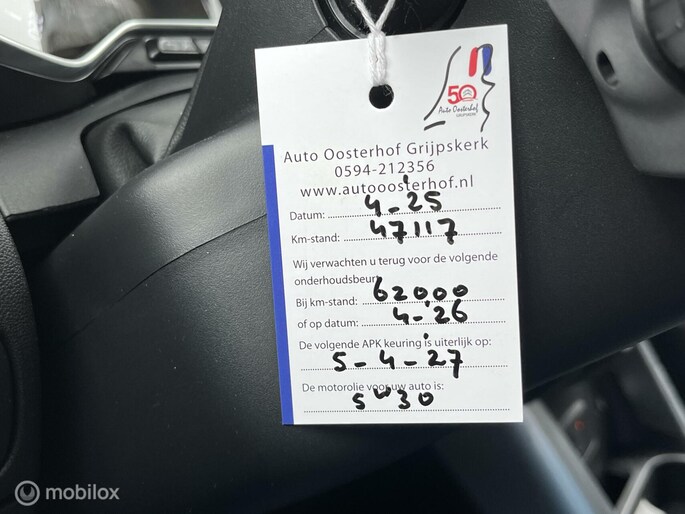 50
Auto Oosterhof
GRIJPSKERK
Auto Oosterhof Grijpskerk
0594-212356
www.autooosterhof.nl
Datum: 4-'25
Km-stand: 47117
Wij verwachten u terug voor de volgende
onderhoudsbeurt
Bij km-stand: 62000
of op datum: 4-'26
De volgende APK keuring is uiterlijk op:
5-4-'27
De motorolie voor uw auto is:
5W30
mobilox